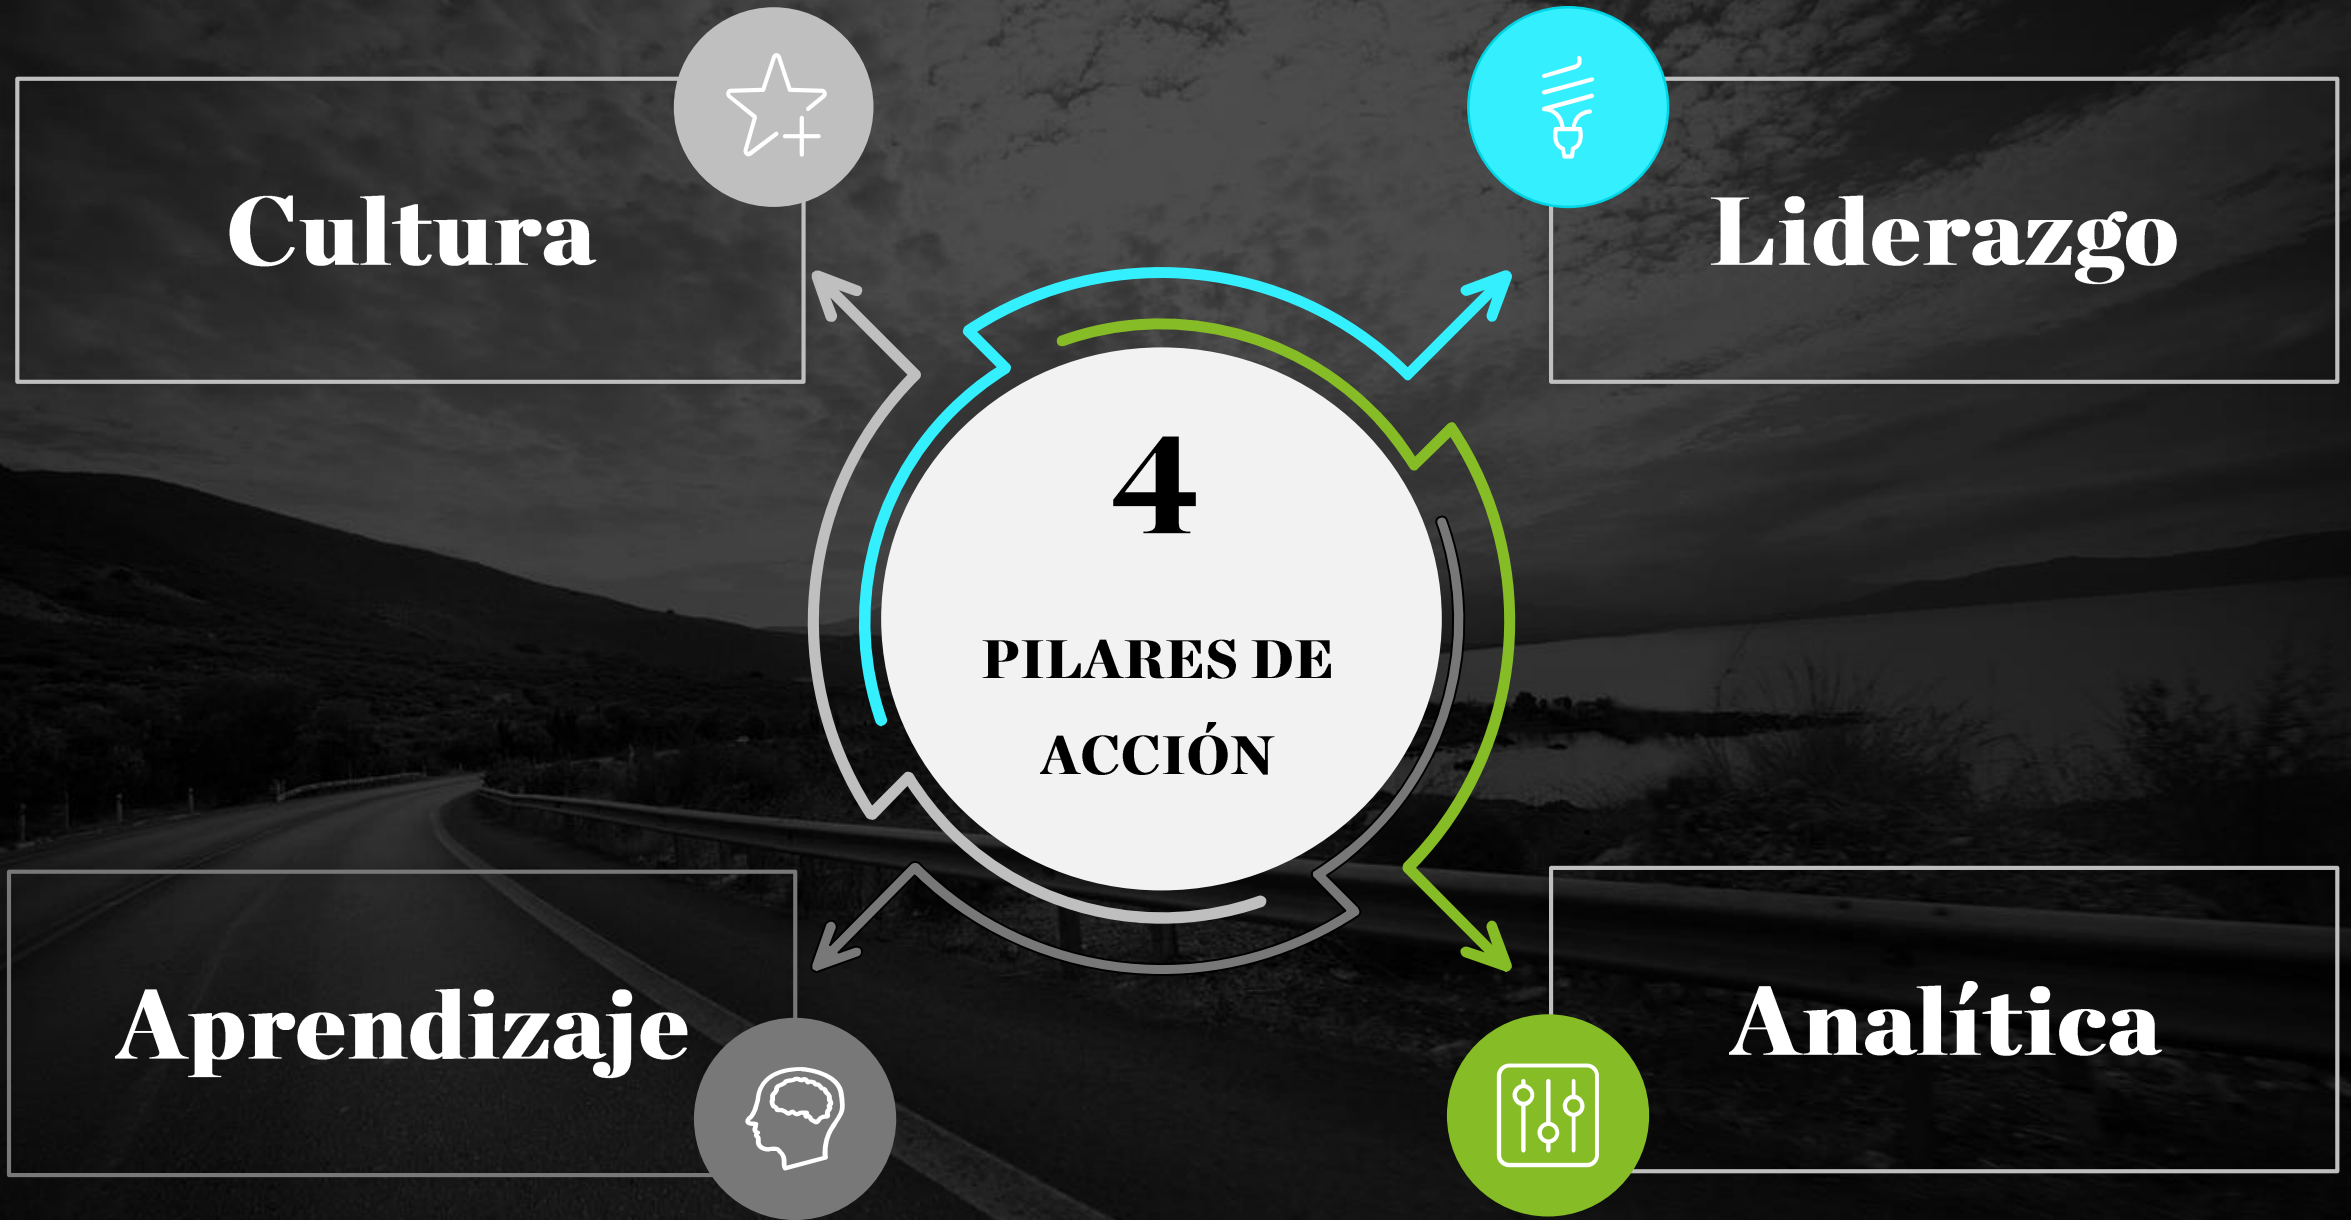 Cultura
Liderazgo
4
PILARES DE
ACCIÓN
Aprendizaje
Analítica